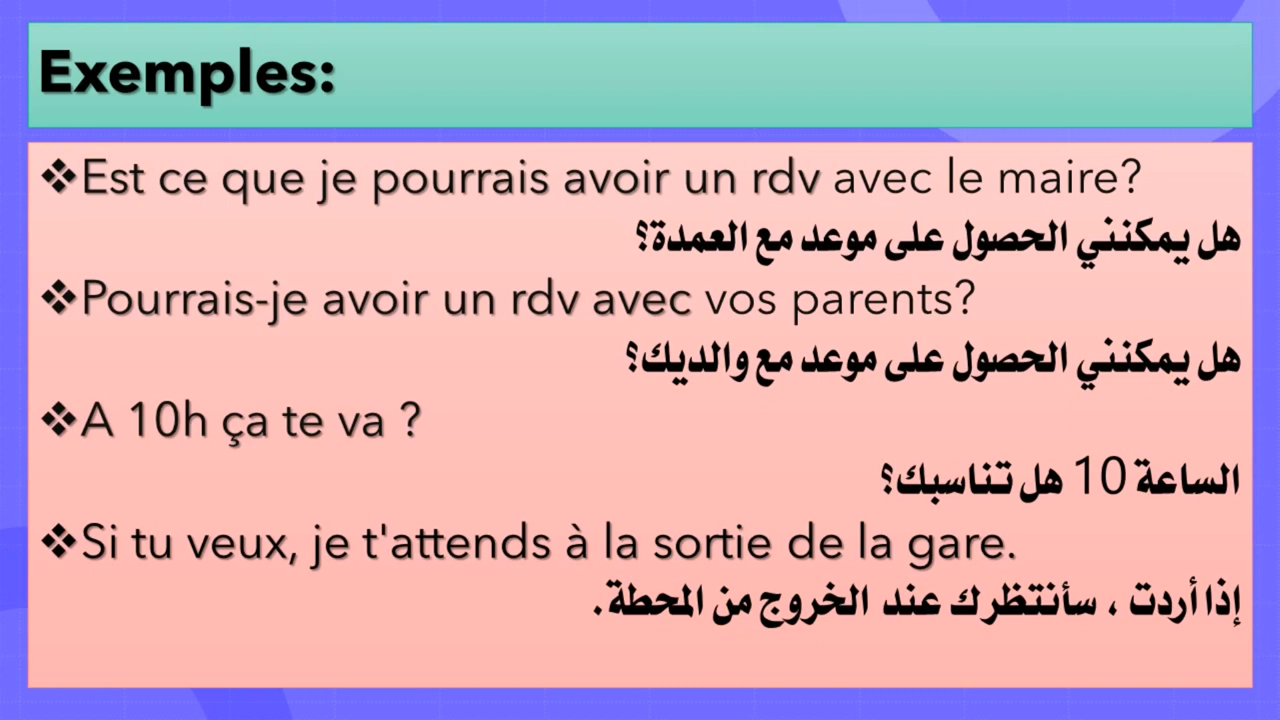 Exemples:
❖Est ce que je pourrais avoir un rdv avec le maire?
هل يمكنني الحصول على موعد مع العمدة؟
❖Pourrais-je avoir un rdv avec vos parents?
هل يمكنني الحصول على موعد مع والديك؟
❖A 10h ça te va ?
الساعة 10 هل تناسبك؟
❖Si tu veux, je t'attends à la sortie de la gare.
إذا أردت ، سأنتظرك عند الخروج من المحطة.